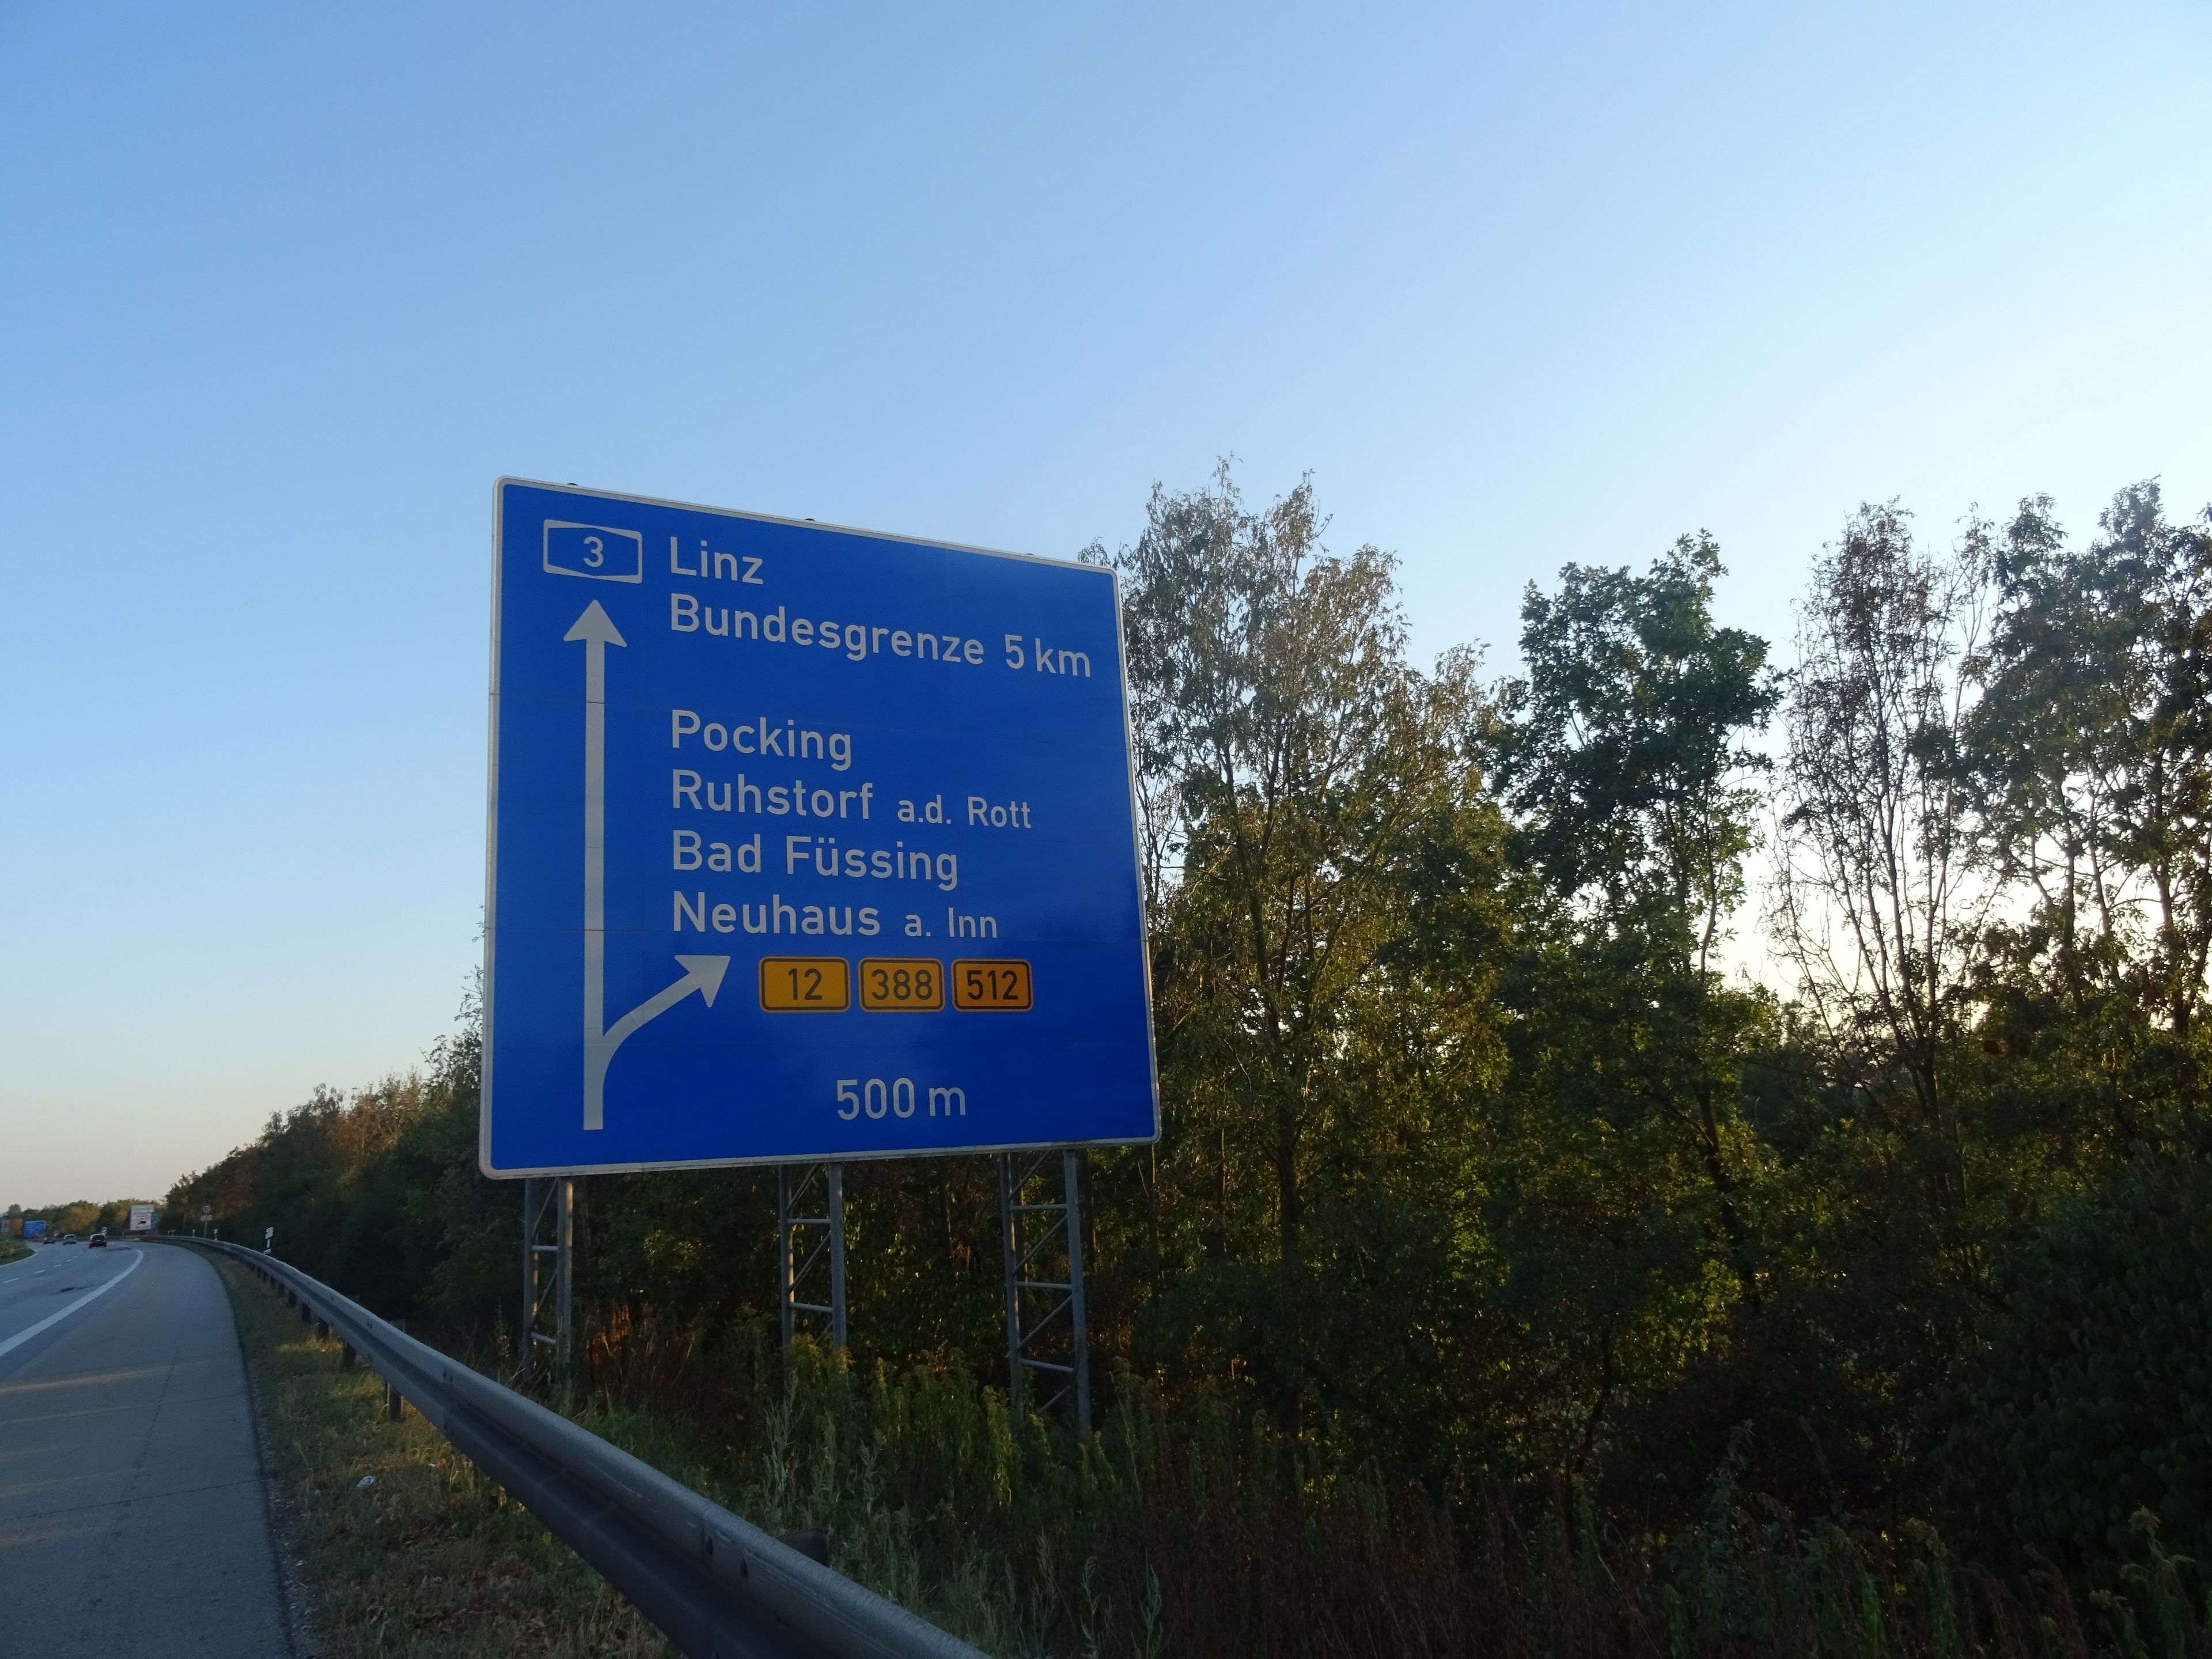 3 Linz
Bundesgrenze 5 km
Pocking
Ruhstorf a.d. Rott
Bad Füssing
Neuhaus a. Inn
12 388 512
500 m